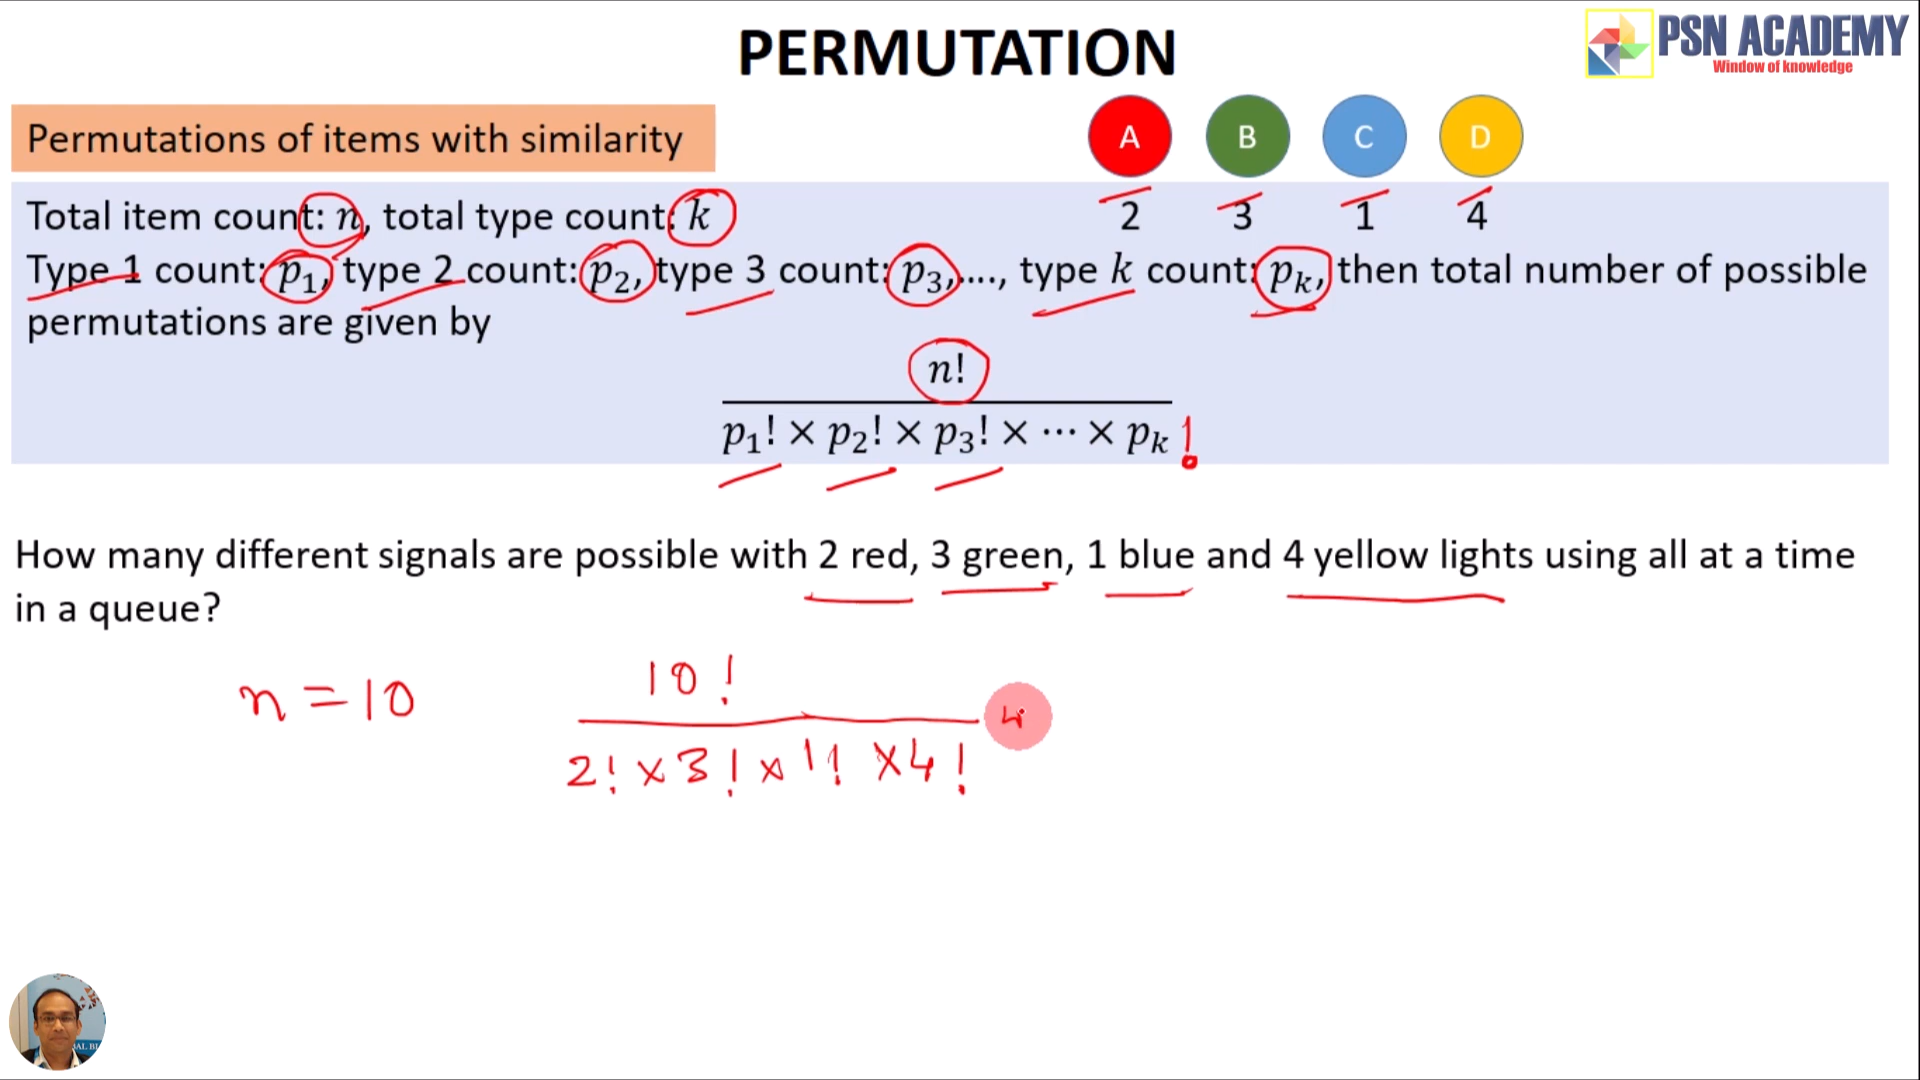 PERMUTATION
PSN ACADEMY
Window of knowledge
Permutations of items with similarity
A B C D
2 3 1 4
Total item count: n, total type count: k
Type 1 count: p₁, type 2 count: p₂, type 3 count: p₃,...., type k count: pₖ, then total number of possible
permutations are given by
n!
p₁! × p₂! × p₃! × ⋯ × pₖ !
How many different signals are possible with 2 red, 3 green, 1 blue and 4 yellow lights using all at a time
in a queue?
n = 10
10!
2! × 3! × 1! × 4!